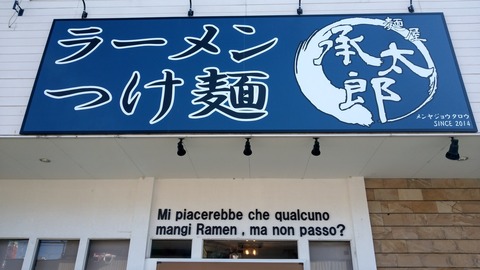 ラーメン
つけ麺
麺屋
承太郎
メンヤジョウタロウ
SINCE 2014
Mi piacerebbe che qualcuno
mangi Ramen , ma non passo?